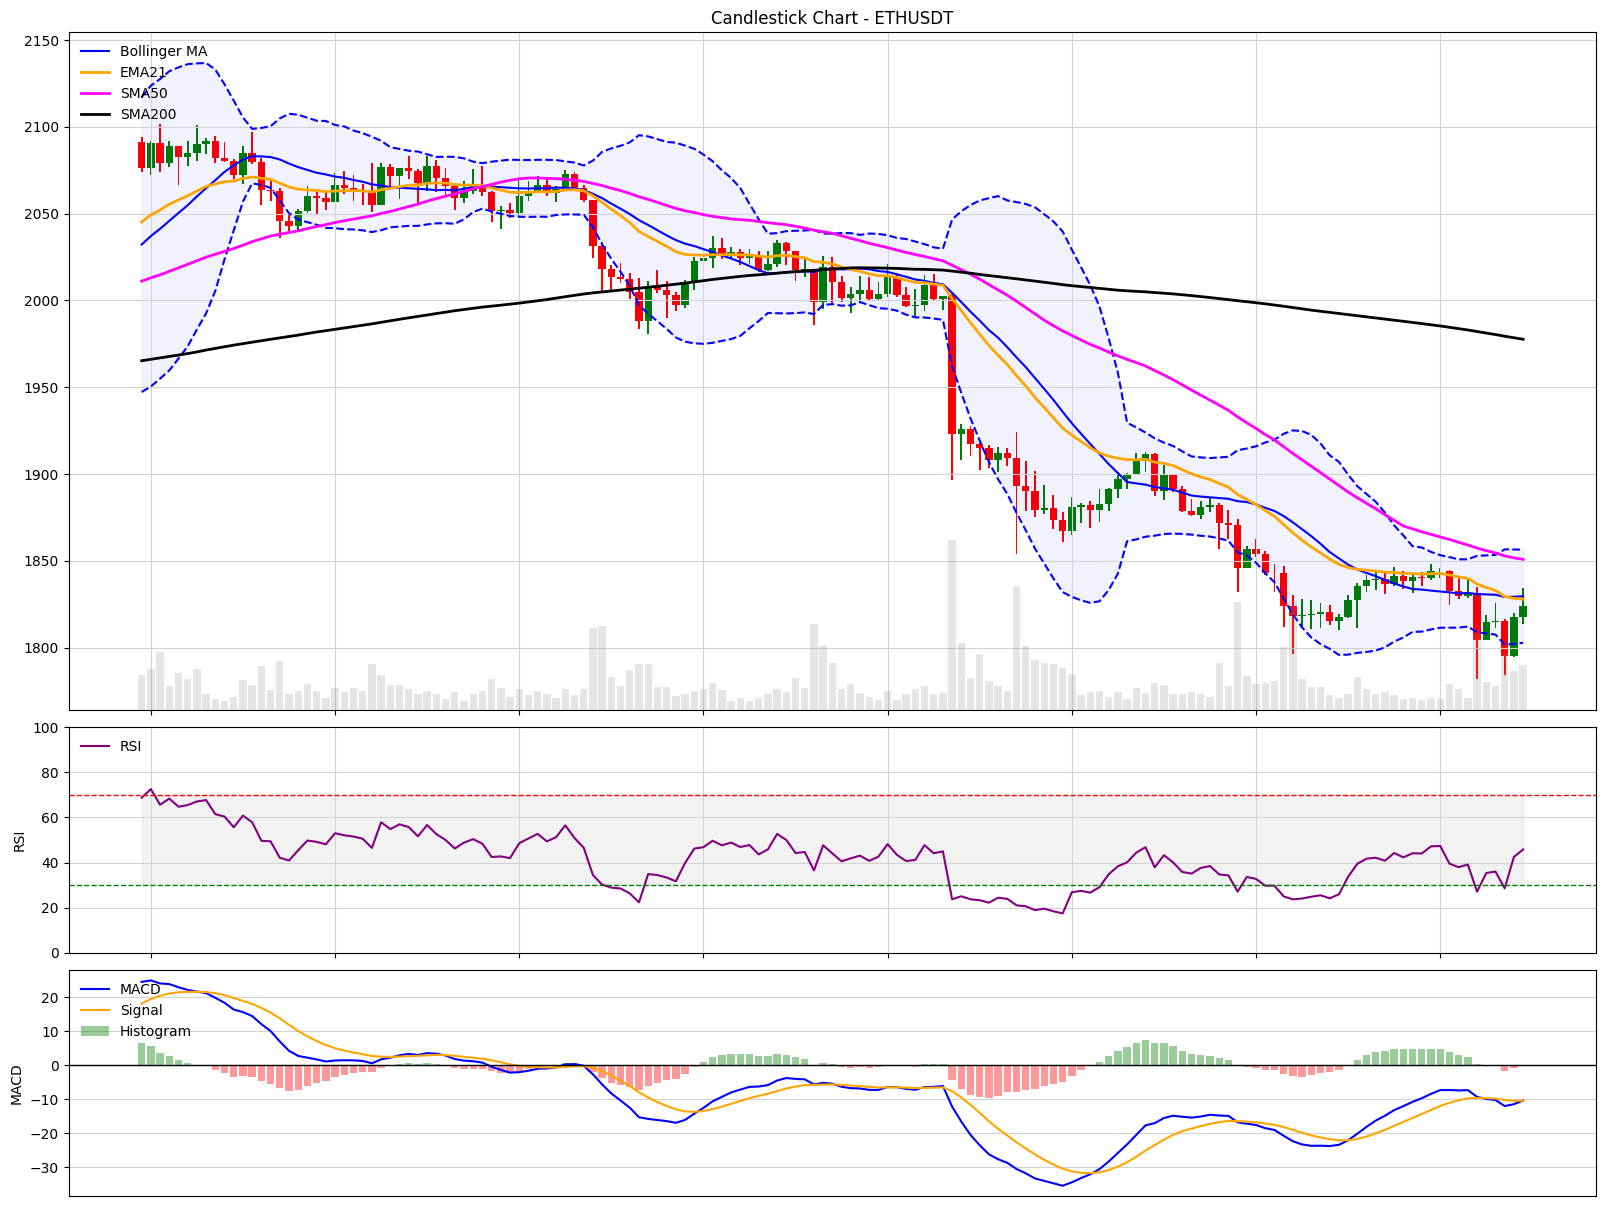 Candlestick Chart - ETHUSDT
2150
Bollinger MA
EMA21
SMA50
SMA200
2100
2050
2000
1950
1900
1850
1800
100
RSI
80
60
RSI
40
20
0
MACD
20
Signal
10
Histogram
0
MACD
−10
−20
−30